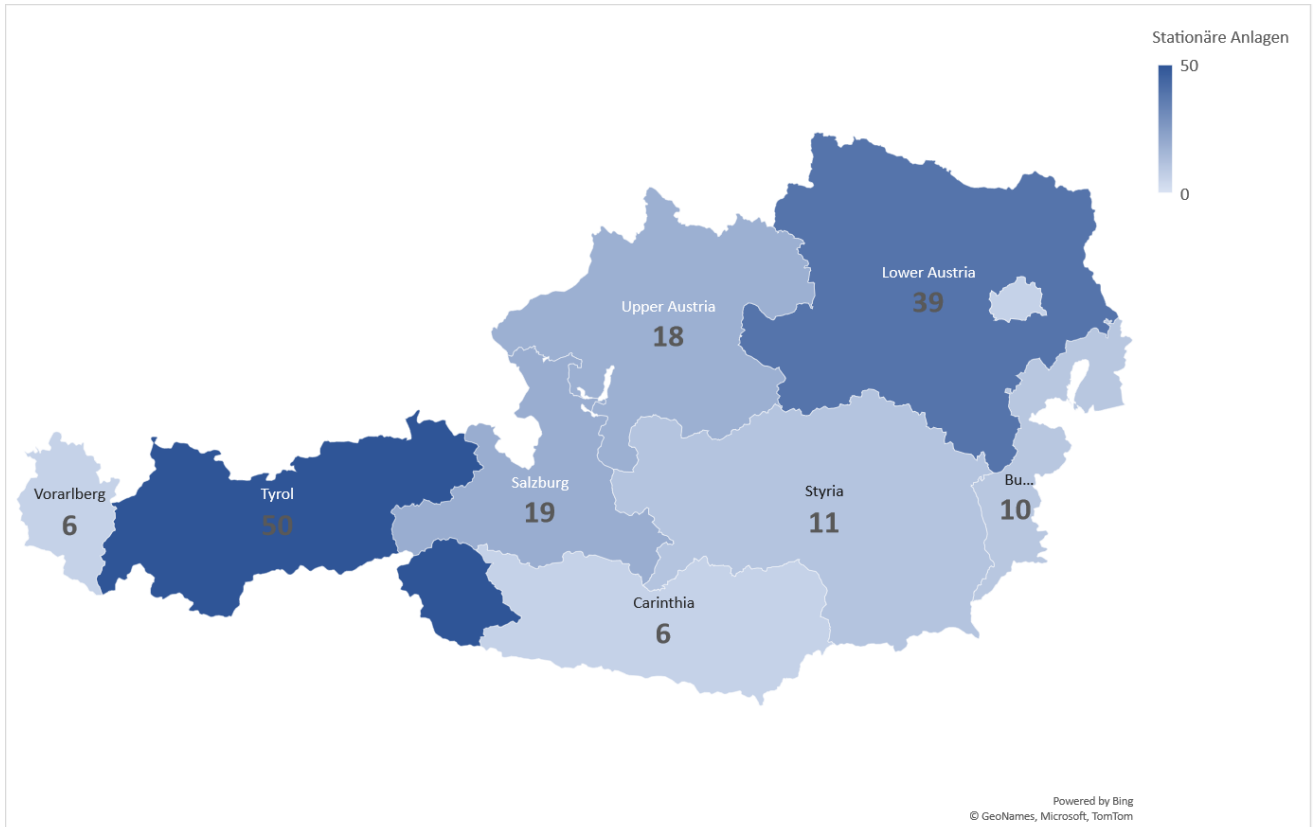 Stationäre Anlagen
50
0
Lower Austria
39
Upper Austria
18
Salzburg
19
Styria
11
Bu...
10
Vorarlberg
6
Tyrol
50
Carinthia
6
Powered by Bing
© GeoNames, Microsoft, TomTom